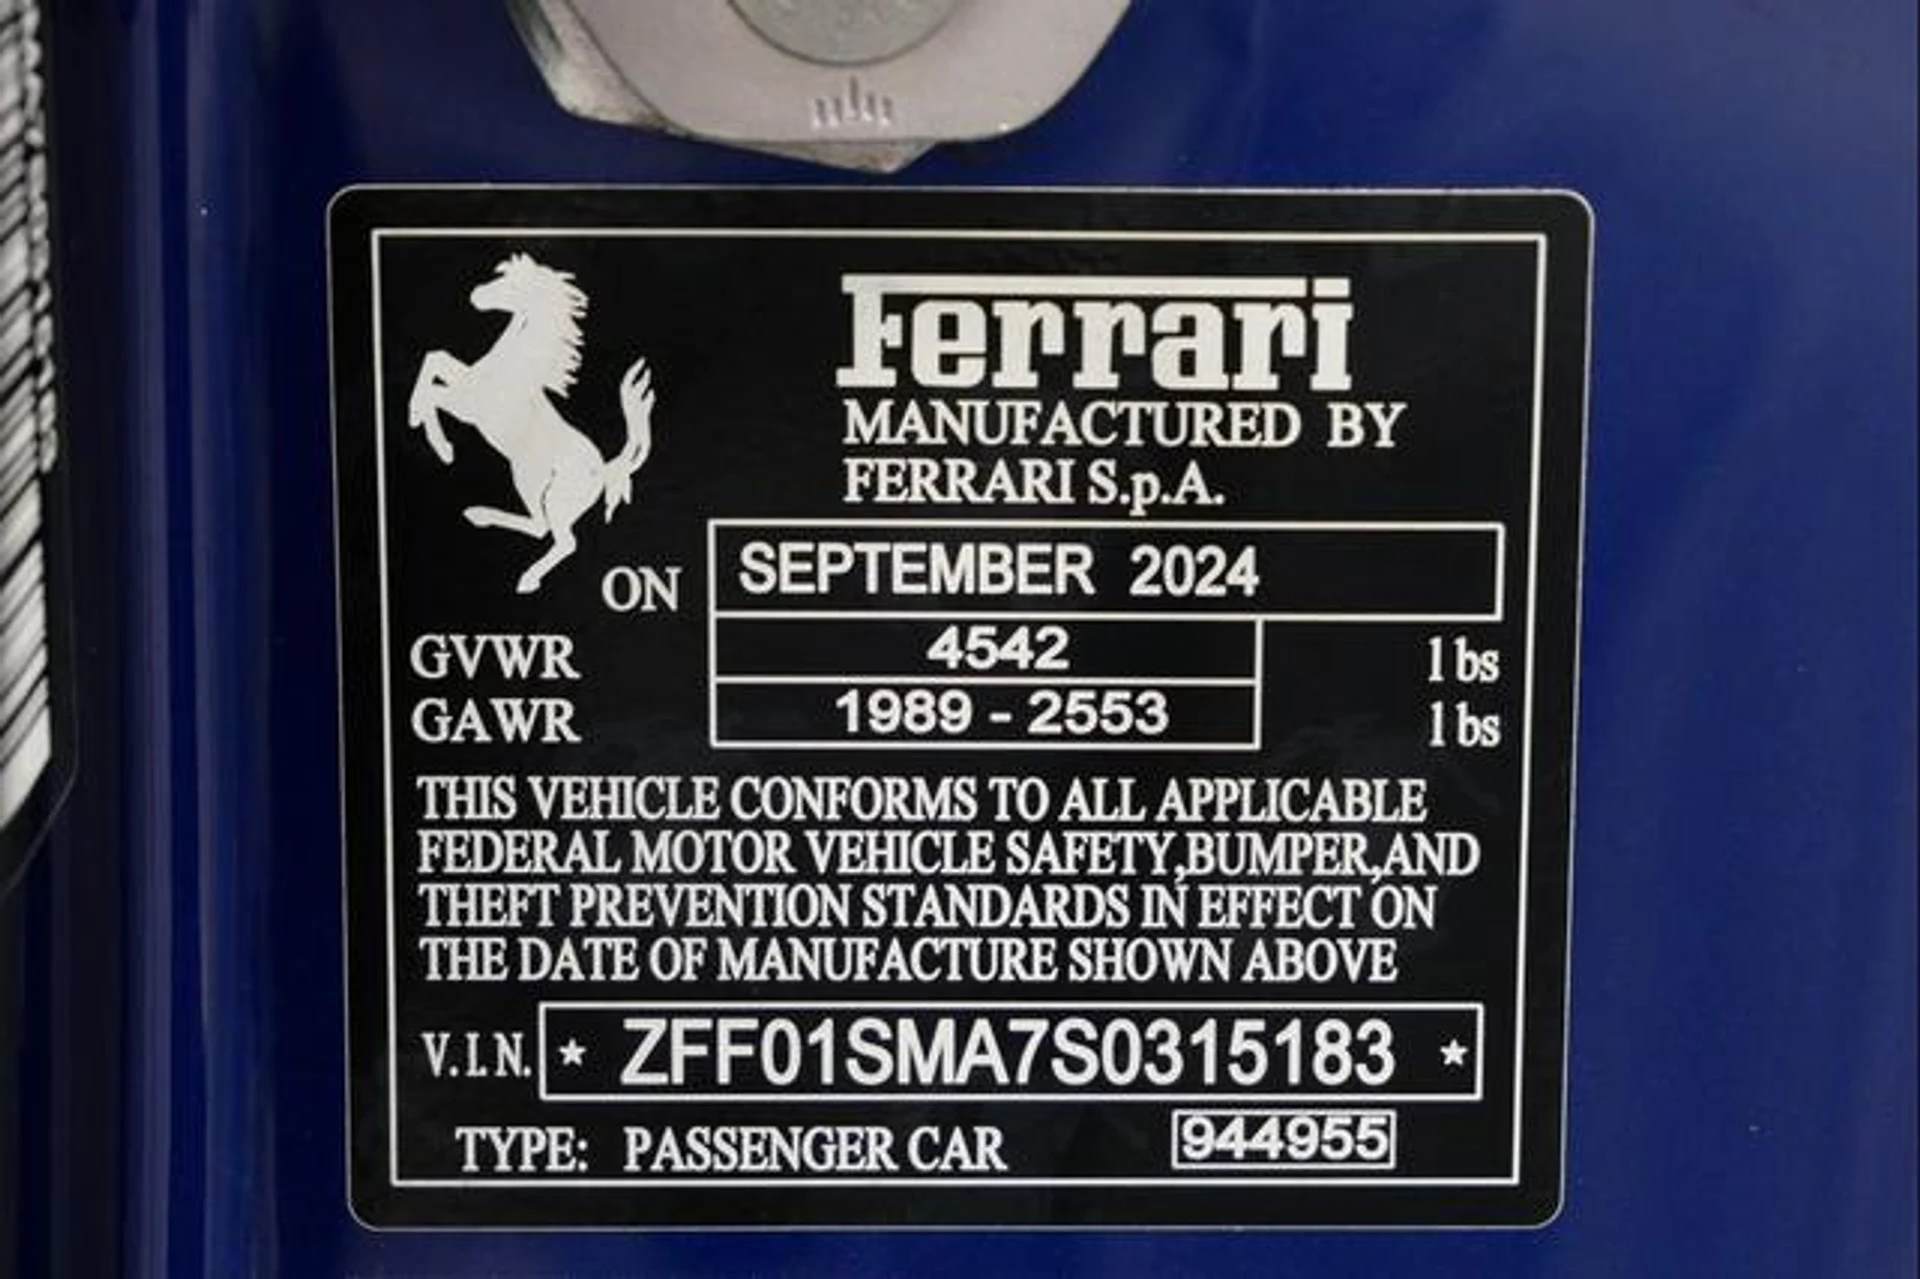 Ferrari
MANUFACTURED BY
FERRARI S.p.A.
ON SEPTEMBER 2024
GVWR 4542 lbs
GAWR 1989 - 2553 lbs
THIS VEHICLE CONFORMS TO ALL APPLICABLE
FEDERAL MOTOR VEHICLE SAFETY,BUMPER,AND
THEFT PREVENTION STANDARDS IN EFFECT ON
THE DATE OF MANUFACTURE SHOWN ABOVE
V.I.N. ★ ZFF01SMA7S0315183 ★
TYPE: PASSENGER CAR 944955